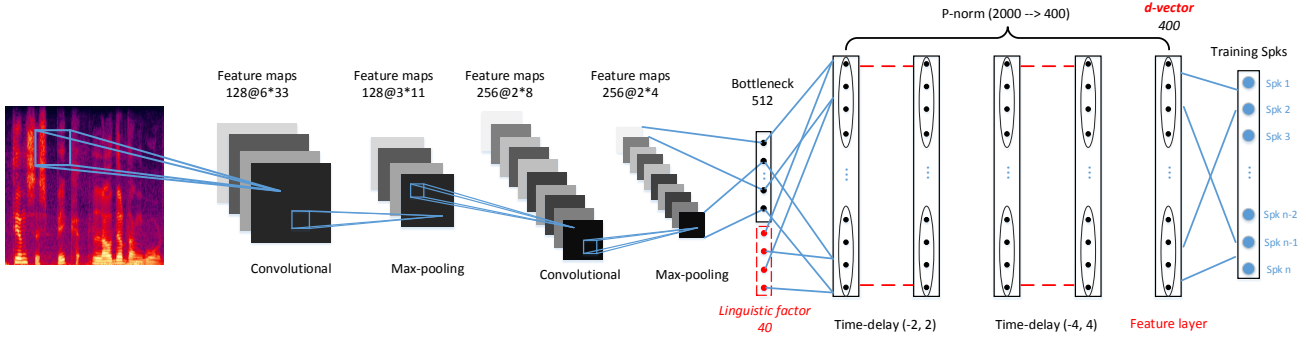 Feature maps
128@6*33
Convolutional
Feature maps
128@3*11
Max-pooling
Feature maps
256@2*8
Convolutional
Feature maps
256@2*4
Max-pooling
Bottleneck
512
Linguistic factor
40
P-norm (2000 --> 400)
Time-delay (-2, 2)
Time-delay (-4, 4)
d-vector
400
Feature layer
Training Spks
Spk 1
Spk 2
Spk 3
Spk n-2
Spk n-1
Spk n